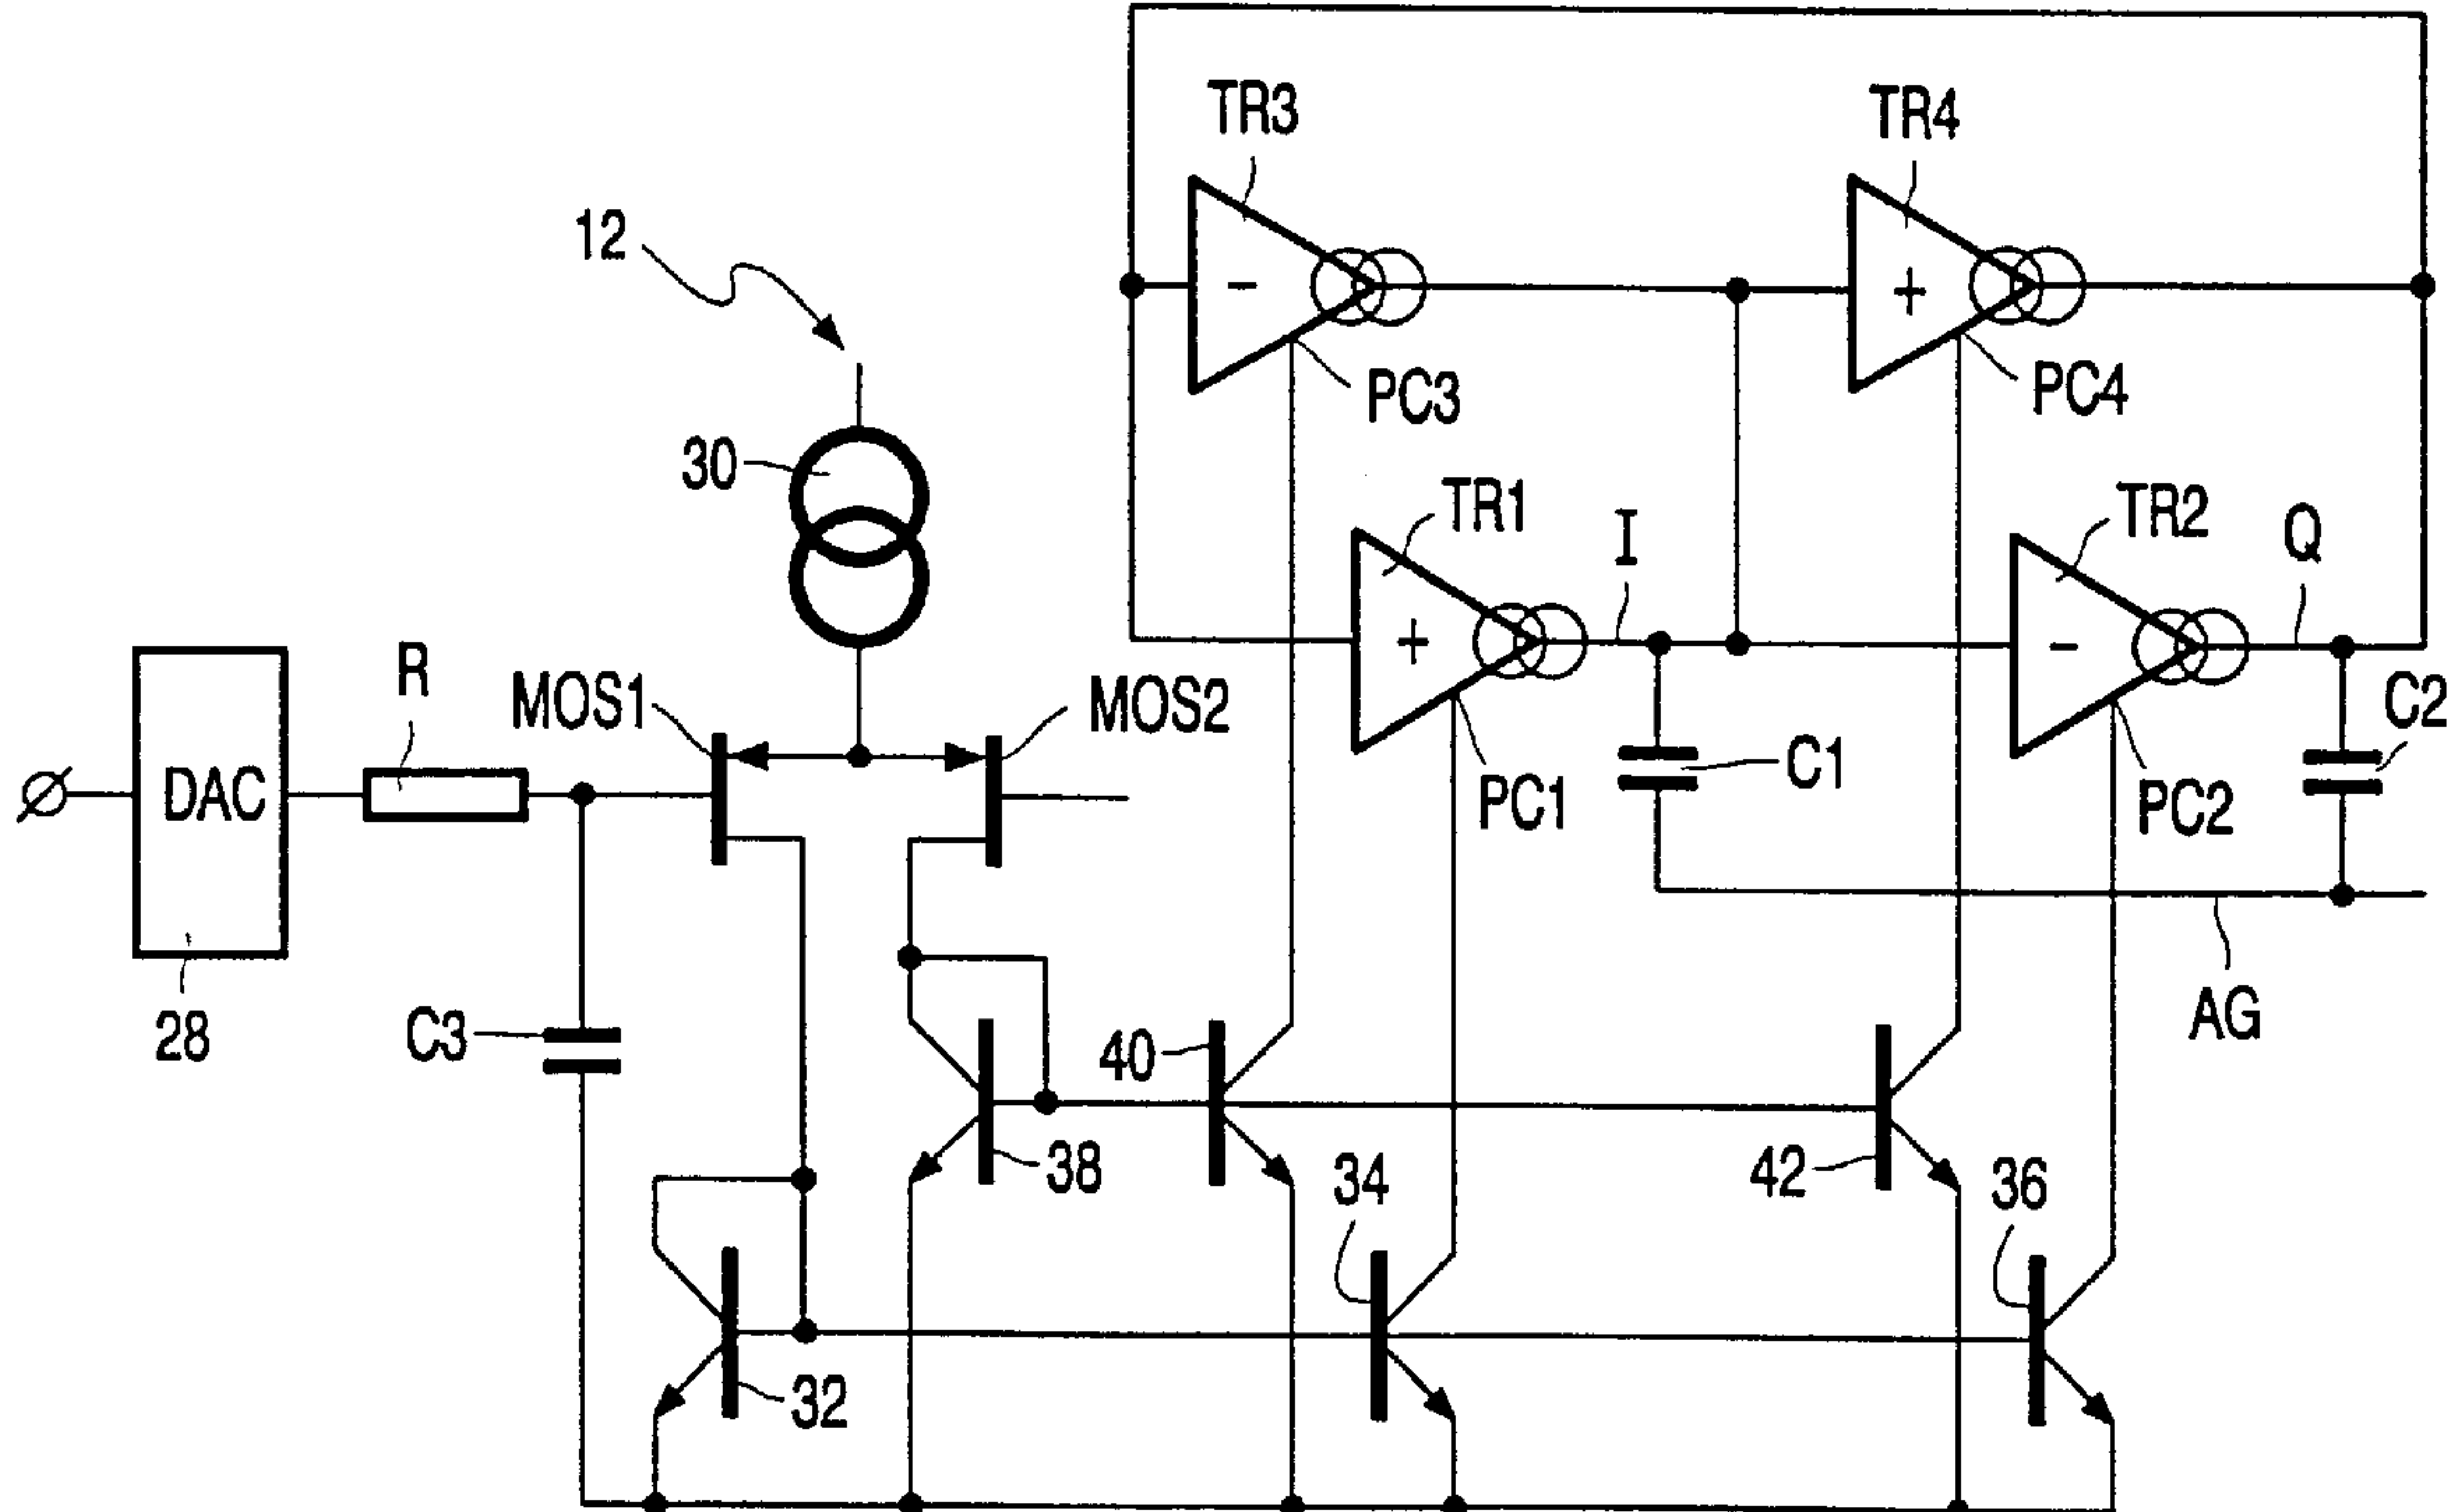 TR3
TR4
12
PC3
PC4
30
TR1
I
TR2
Q
R
MOS1
MOS2
C2
DAC
PC1
C1
PC2
28
C3
40
AG
38
34
42
36
32
+
-
+
-